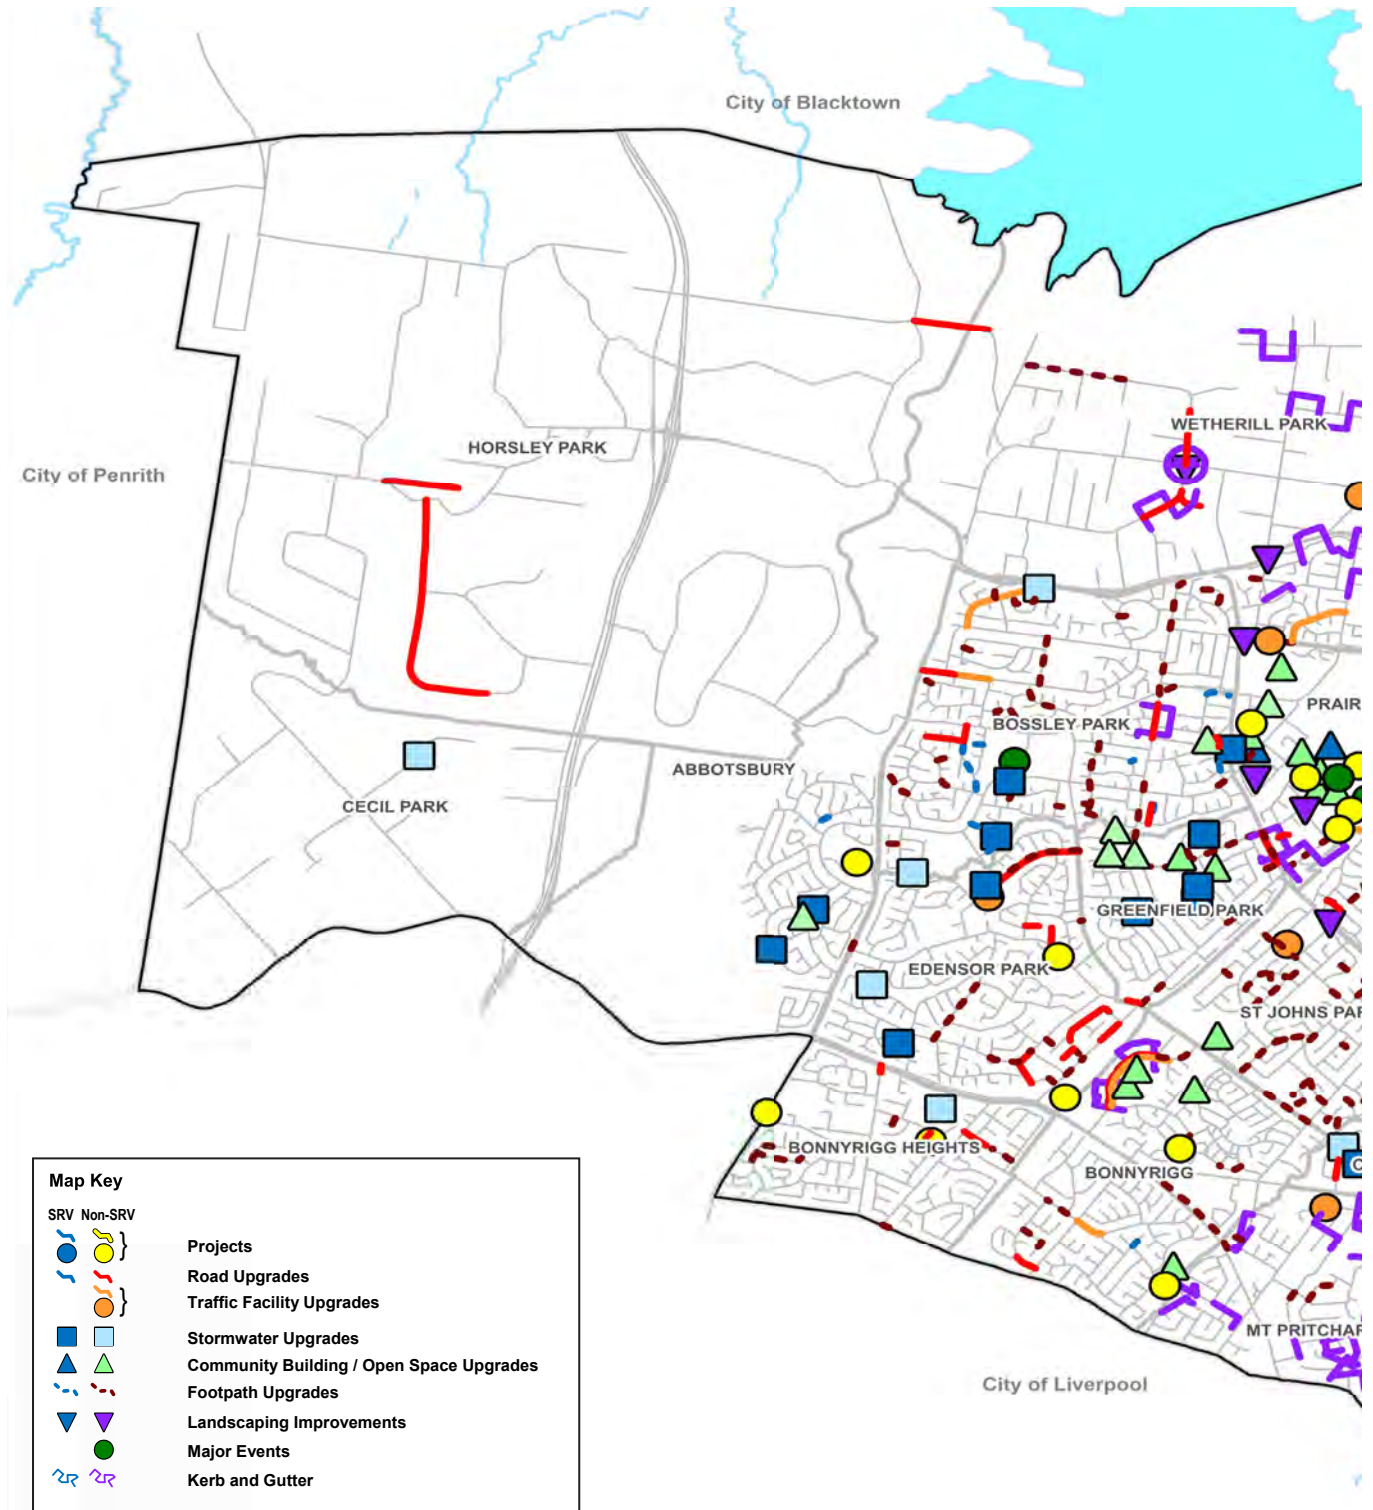 City of Blacktown
WETHERILL PARK
HORSLEY PARK
City of Penrith
PRAIR
BOSSLEY PARK
ABBOTSBURY
CECIL PARK
GREENFIELD PARK
EDENSOR PARK
ST JOHNS PAR
BONNYRIGG HEIGHTS
BONNYRIGG
C
MT PRITCHAR
City of Liverpool
Map Key
SRV Non-SRV
Projects
Road Upgrades
Traffic Facility Upgrades
Stormwater Upgrades
Community Building / Open Space Upgrades
Footpath Upgrades
Landscaping Improvements
Major Events
Kerb and Gutter